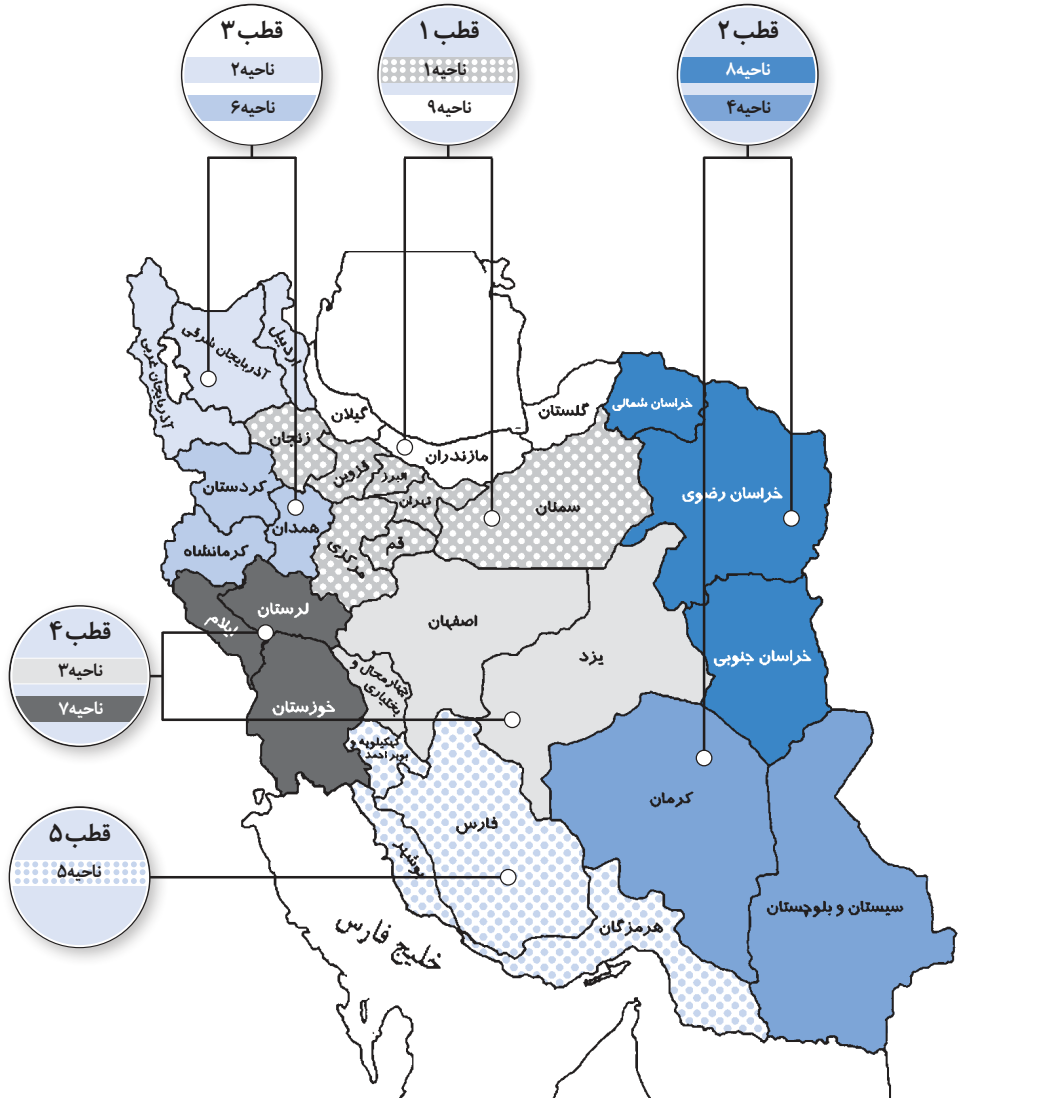 قطب ۳
ناحیه۲
ناحیه۶
قطب ۱
ناحیه۱
ناحیه۹
قطب ۲
ناحیه۸
ناحیه۴
آذربایجان شرقی
اردبیل
آذربایجان غربی
گیلان
زنجان
مازندران
گلستان
خراسان شمالی
قزوین
البرز
تهران
سمنان
خراسان رضوی
کردستان
همدان
کرمانشاه
مرکزی
قم
ایلام
لرستان
اصفهان
یزد
خراسان جنوبی
قطب ۴
ناحیه۳
ناحیه۷
خوزستان
چهارمحال و
بختیاری
کهکیلویه و
بویر احمد
کرمان
قطب ۵
ناحیه۵
فارس
بوشهر
هرمزگان
سیستان و بلوچستان
خلیج فارس